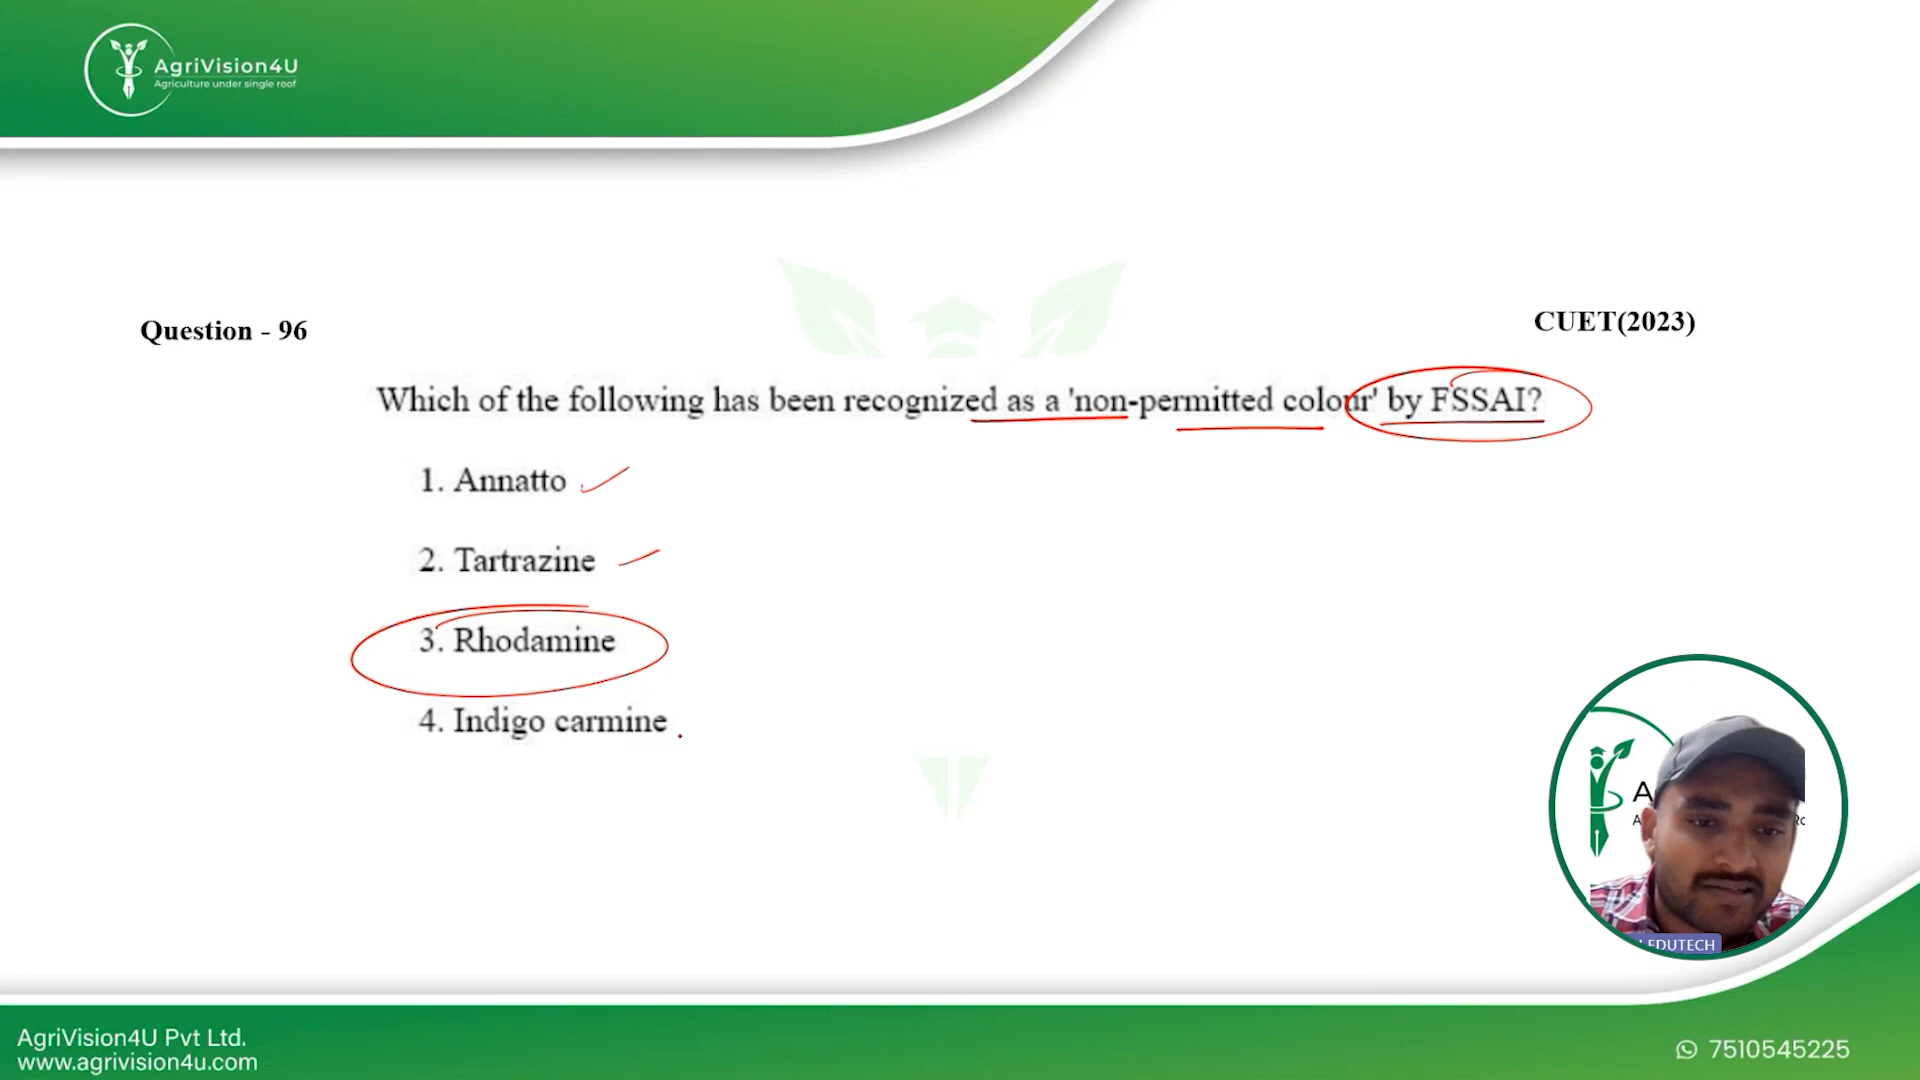 AgriVision4U
Agriculture under single roof
Question - 96
CUET(2023)
Which of the following has been recognized as a 'non-permitted colour' by FSSAI?
1. Annatto
2. Tartrazine
3. Rhodamine
4. Indigo carmine
EDUTECH
AgriVision4U Pvt Ltd.
www.agrivision4u.com
7510545225